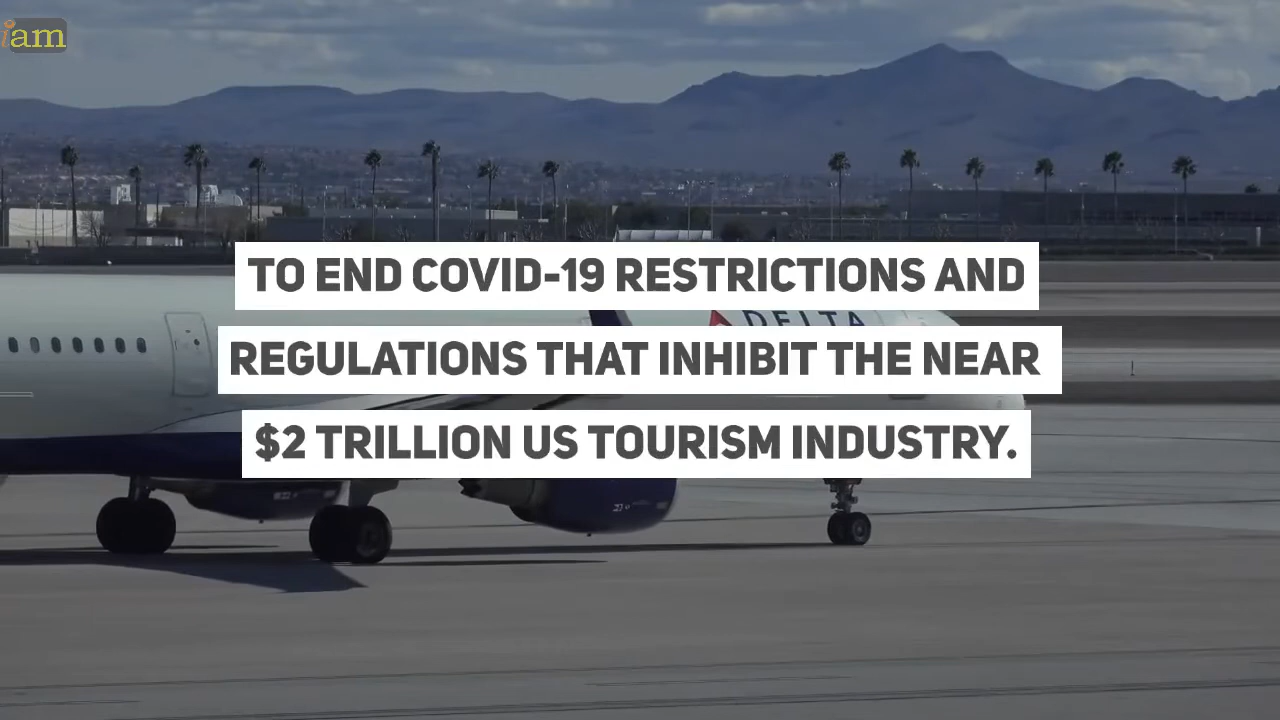 iam
TO END COVID-19 RESTRICTIONS AND
DELTA
REGULATIONS THAT INHIBIT THE NEAR
$2 TRILLION US TOURISM INDUSTRY.